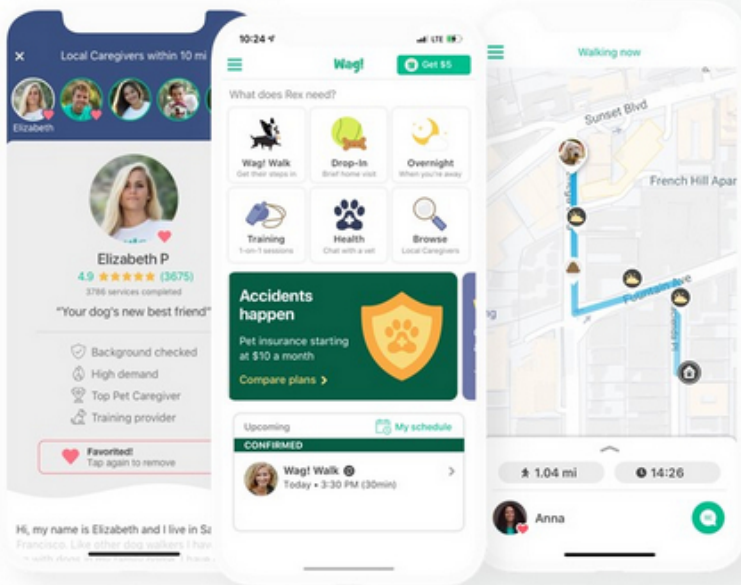 Local Caregivers within 10 mi
Elizabeth
Elizabeth P
4.9 ★★★★★ (3675)
3786 services completed
"Your dog's new best friend"
Background checked
High demand
Top Pet Caregiver
Training provider
Favorited!
Tap again to remove
Hi, my name is Elizabeth and I live in Sa
Francisco. Like other dog walkers I hav
10:24
LTE
Wag!
Get $5
What does Rex need?
Wag! Walk
Get their steps in
Drop-In
Brief home visit
Overnight
When you're away
Training
1-on-1 sessions
Health
Chat with a vet
Browse
Local Caregivers
Accidents
happen
Pet insurance starting
at $10 a month
Compare plans >
Upcoming
My schedule
CONFIRMED
Wag! Walk
Today • 3:30 PM (30min)
Walking now
Sunset Blvd
French Hill Apar
Fountain Ave
ng
1.04 mi
14:26
Anna